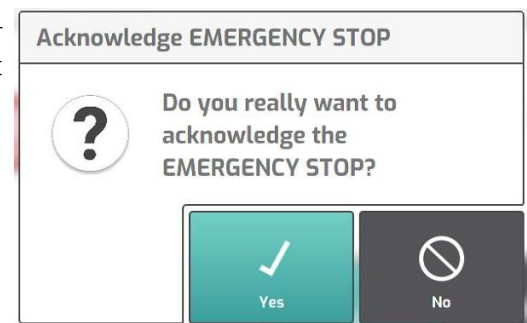 Acknowledge EMERGENCY STOP
?
Do you really want to
acknowledge the
EMERGENCY STOP?
Yes
No